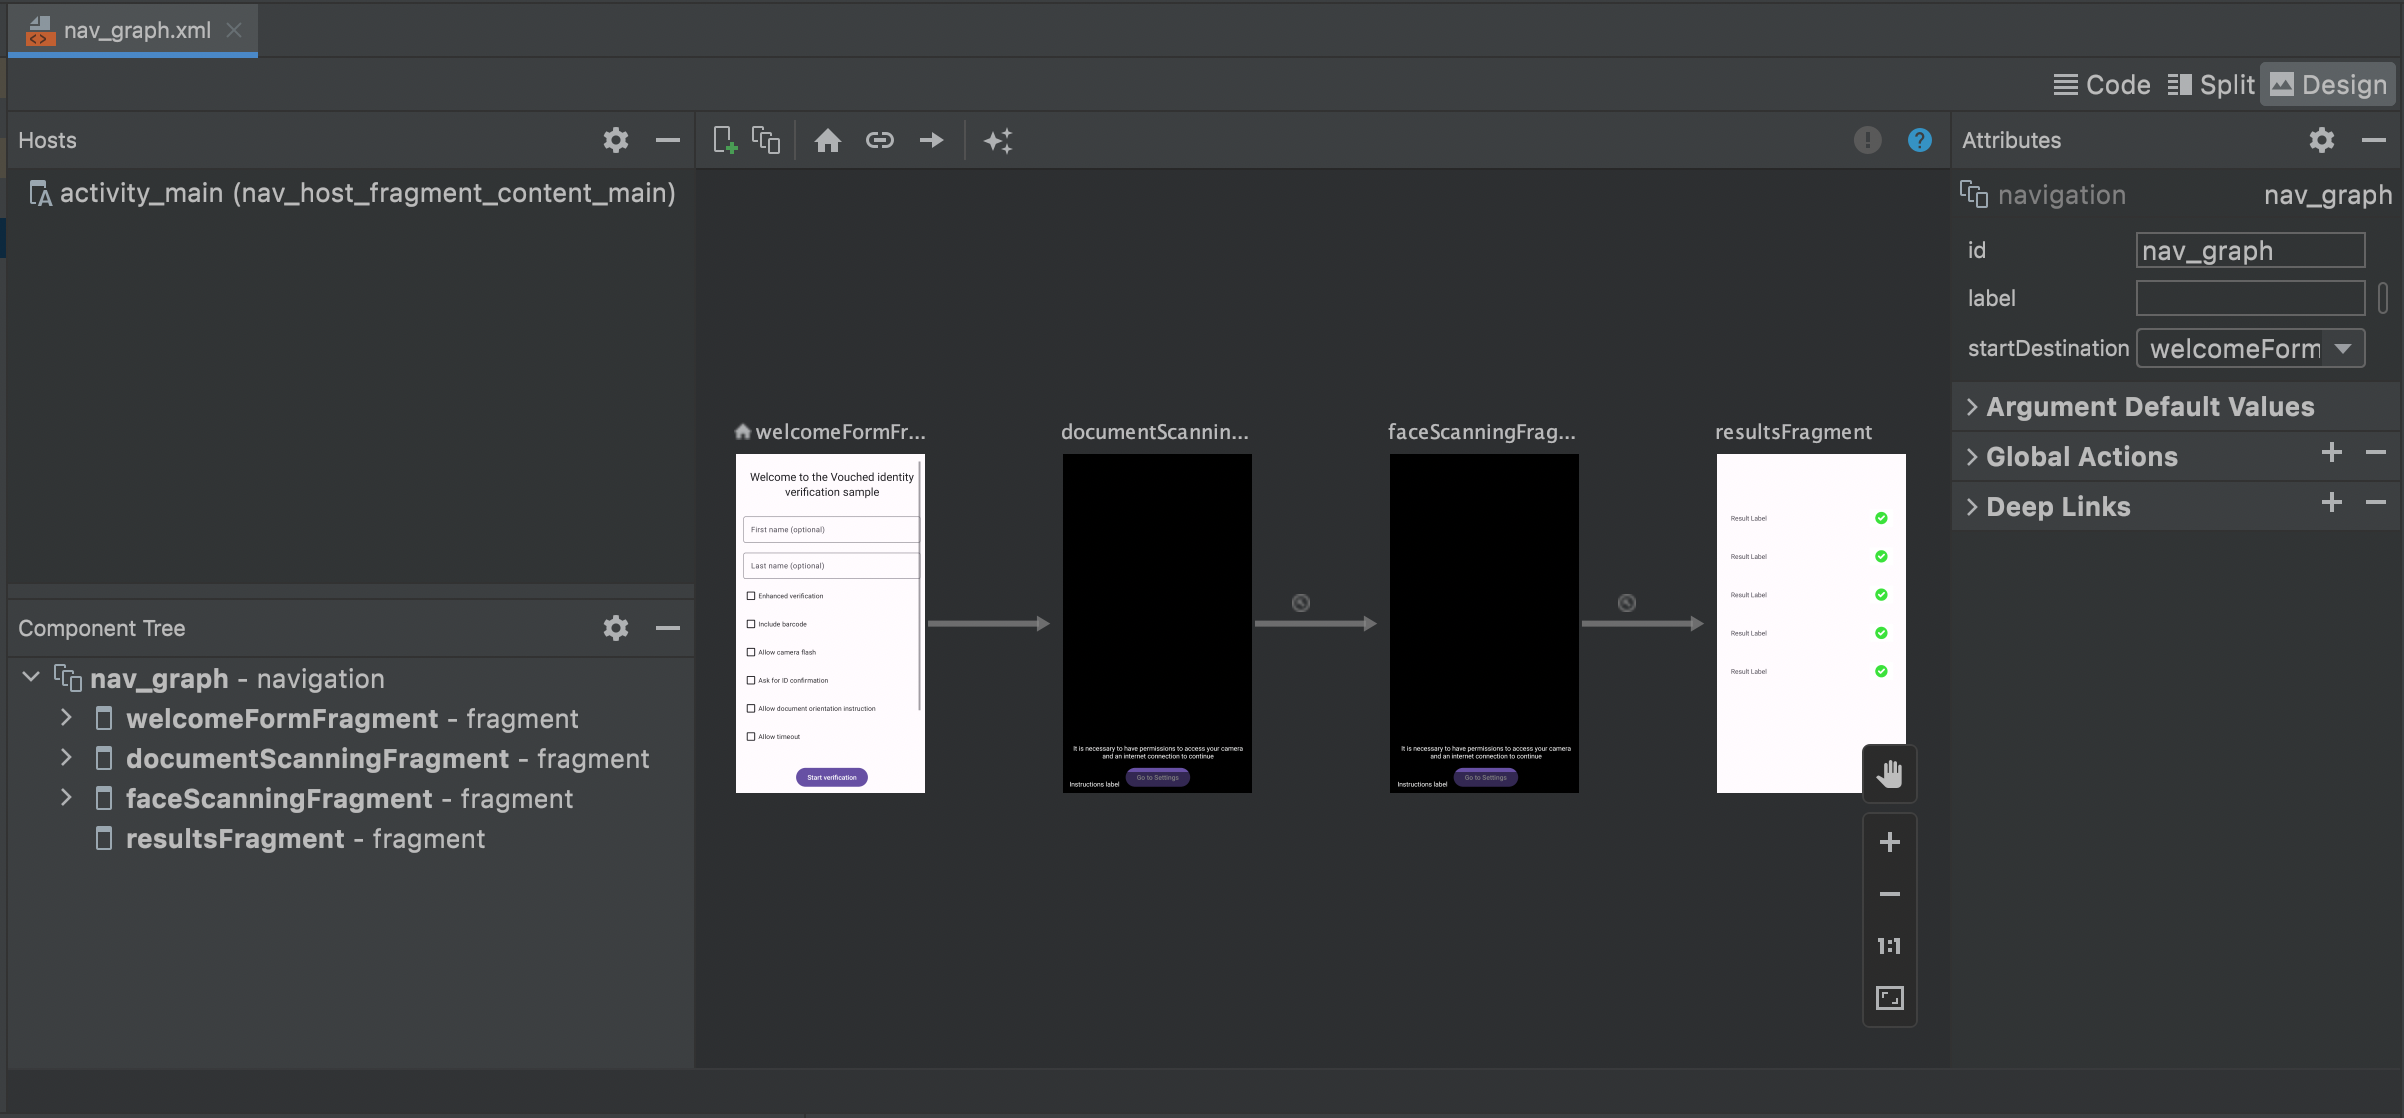 nav_graph.xml
Code
Split
Design
Hosts
activity_main (nav_host_fragment_content_main)
Component Tree
nav_graph - navigation
welcomeFormFragment - fragment
documentScanningFragment - fragment
faceScanningFragment - fragment
resultsFragment - fragment
welcomeFormFr...
Welcome to the Vouched identity
verification sample
First name (optional)
Last name (optional)
Enhanced verification
Include barcode
Allow camera flash
Ask for ID confirmation
Allow document orientation instruction
Allow timeout
Start verification
documentScannin...
It is necessary to have permissions to access your camera
and an internet connection to continue
Go to Settings
Instructions label
faceScanningFrag...
It is necessary to have permissions to access your camera
and an internet connection to continue
Go to Settings
Instructions label
resultsFragment
Result Label
Result Label
Result Label
Result Label
Result Label
1:1
Attributes
navigation nav_graph
id nav_graph
label
startDestination welcomeForm
Argument Default Values
Global Actions
Deep Links